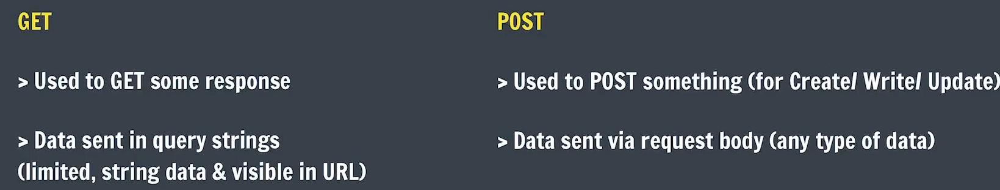 GET
> Used to GET some response
> Data sent in query strings
(limited, string data & visible in URL)
POST
> Used to POST something (for Create/ Write/ Update)
> Data sent via request body (any type of data)